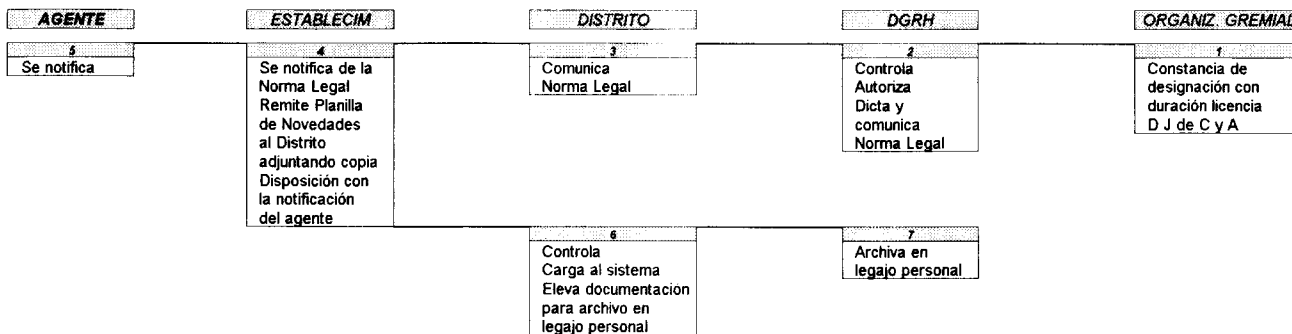 AGENTE
ESTABLECIM
DISTRITO
DGRH
ORGANIZ. GREMIAL
5
Se notifica
4
Se notifica de la
Norma Legal
Remite Planilla
de Novedades
al Distrito
adjuntando copia
Disposición con
la notificación
del agente
3
Comunica
Norma Legal
2
Controla
Autoriza
Dicta y
comunica
Norma Legal
1
Constancia de
designación con
duración licencia
D J de C y A
6
Controla
Carga al sistema
Eleva documentación
para archivo en
legajo personal
7
Archiva en
legajo personal